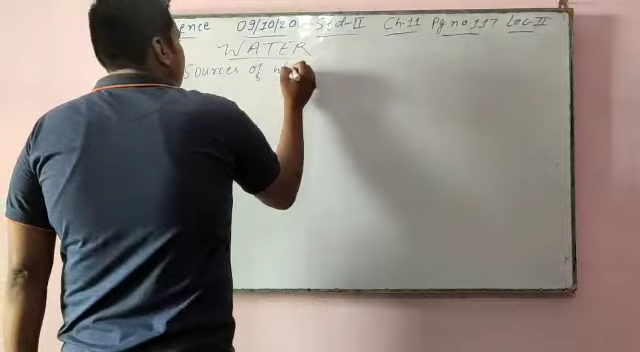 ence 09/10/20 Std-II Ch.11 Pg no 117 Lec-II
WATER
Sources of